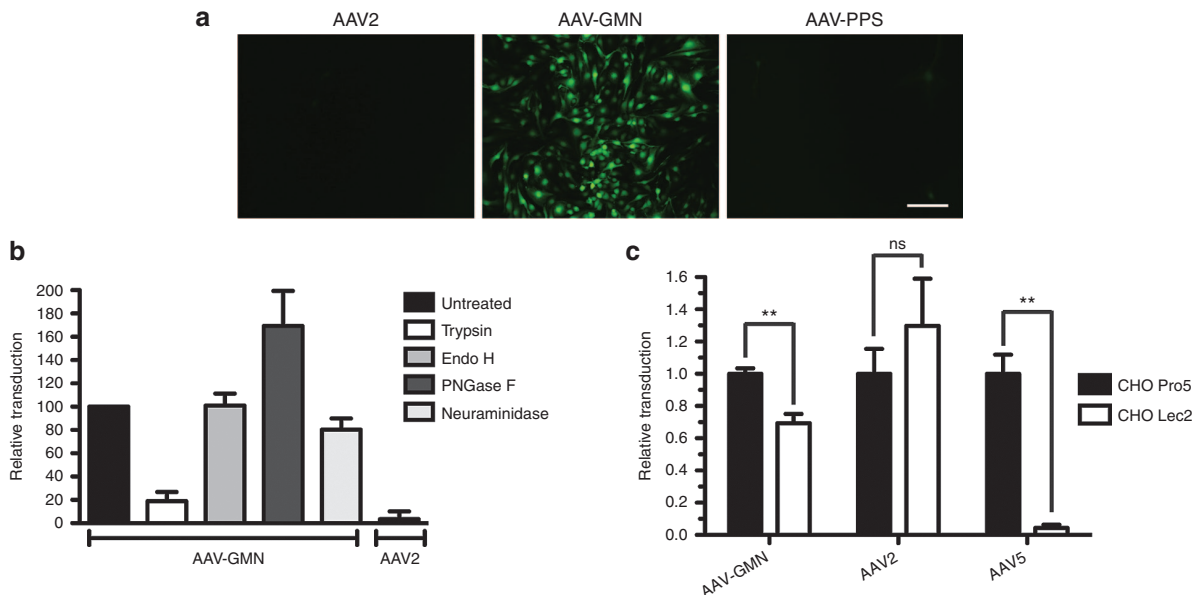 a
AAV2
AAV-GMN
AAV-PPS
b
Relative transduction
200
180
160
140
120
100
80
60
40
20
0
AAV-GMN
AAV2
Untreated
Trypsin
Endo H
PNGase F
Neuraminidase
c
Relative transduction
1.6
1.4
1.2
1.0
0.8
0.6
0.4
0.2
0.0
**
ns
**
AAV-GMN
AAV2
AAV5
CHO Pro5
CHO Lec2